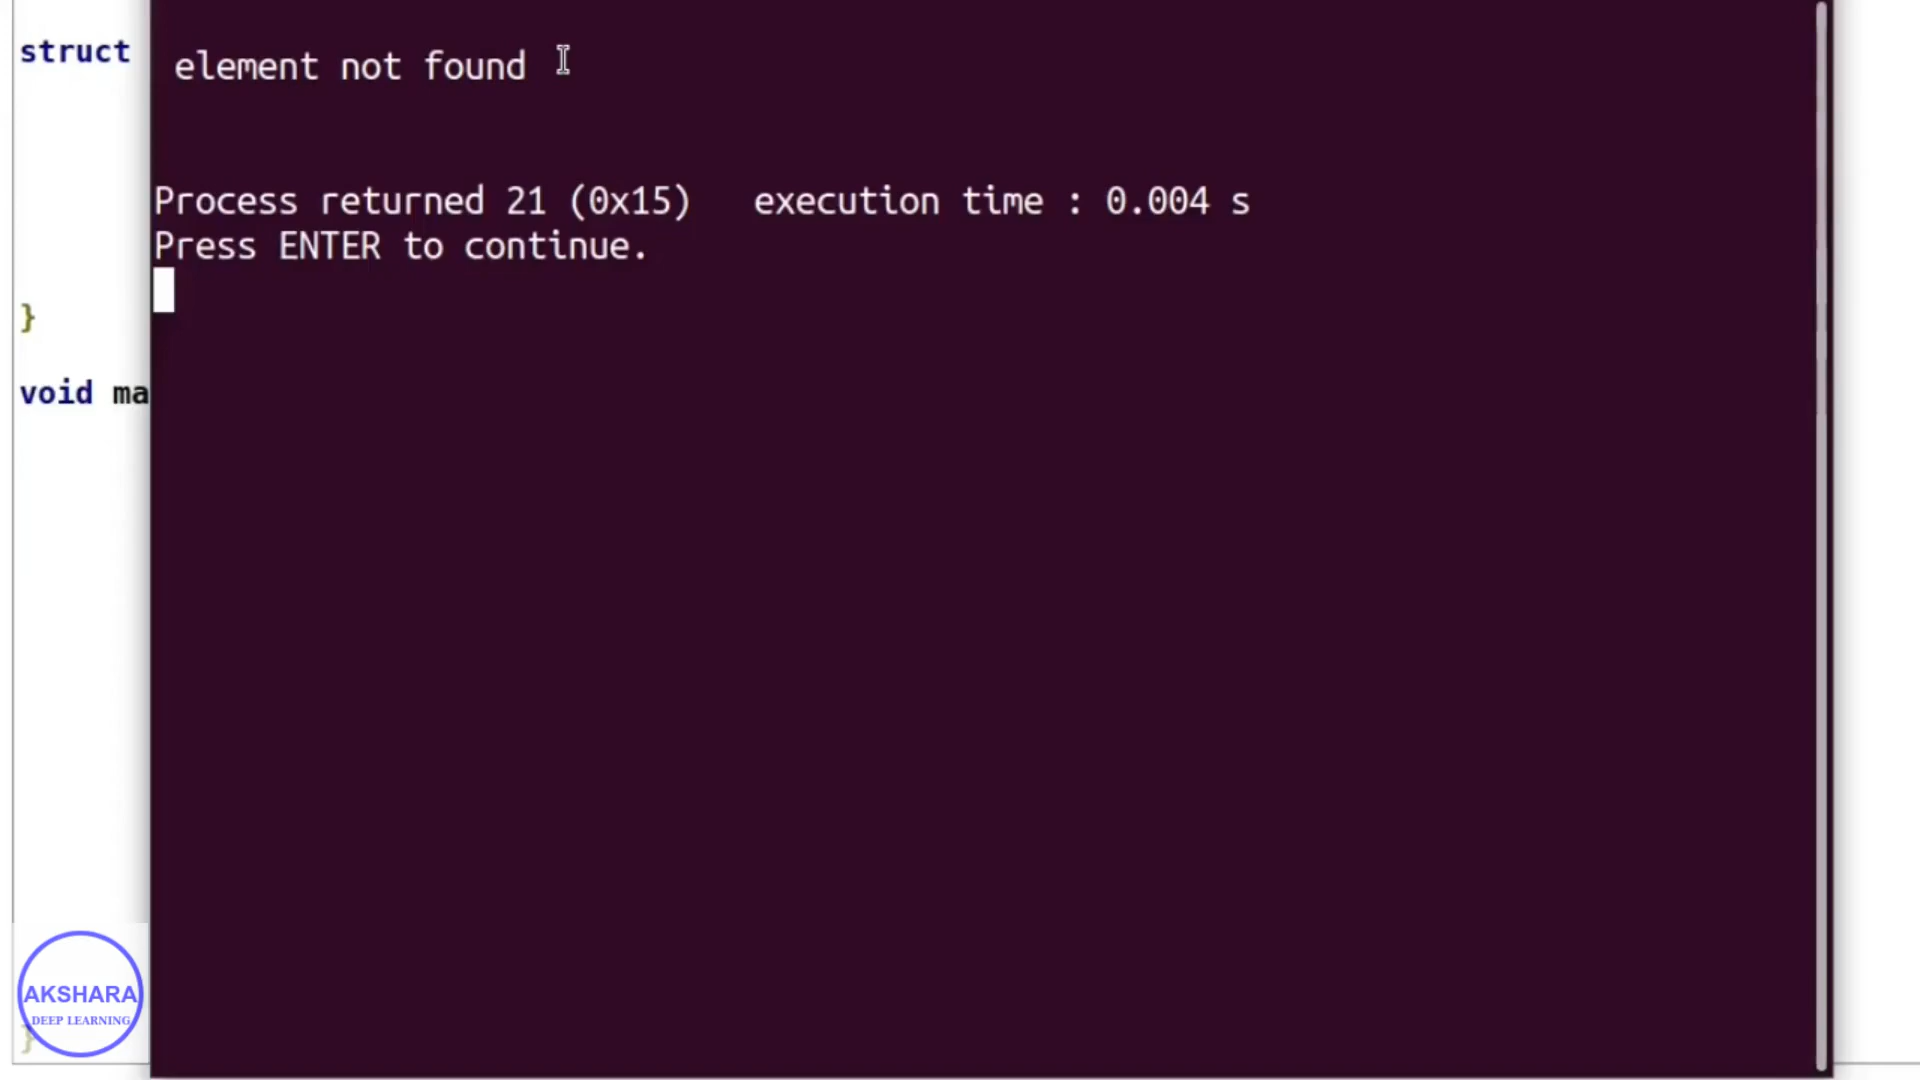 struct
element not found
Process returned 21 (0x15)   execution time : 0.004 s
Press ENTER to continue.
}
void ma
AKSHARA
DEEP LEARNING
}